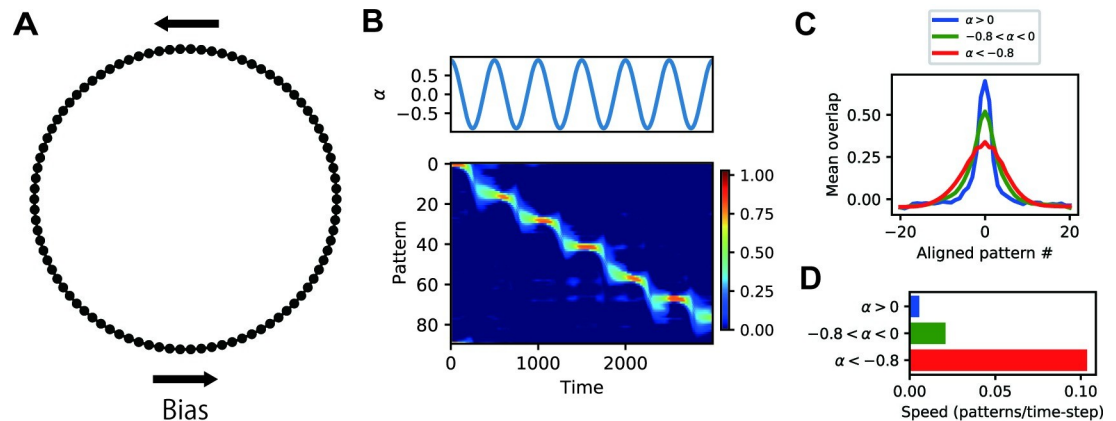 A
Bias
B
α
0.5
0.0
−0.5
Pattern
0
20
40
60
80
0 1000 2000
Time
1.00
0.75
0.50
0.25
0.00
C
α > 0
−0.8 < α < 0
α < −0.8
Mean overlap
0.50
0.25
0.00
−20 0 20
Aligned pattern #
D
α > 0
−0.8 < α < 0
α < −0.8
0.00 0.05 0.10
Speed (patterns/time-step)